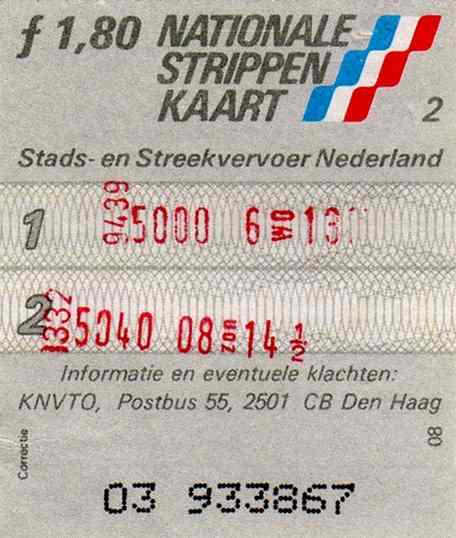 f 1,80 NATIONALE
STRIPPEN
KAART 2
Stads- en Streekvervoer Nederland
1 9439 5000 6 WO 13
2 1332 5040 08 zon 14 1/2
Informatie en eventuele klachten:
KNVTO, Postbus 55, 2501 CB Den Haag
Correctie
08
03 933867